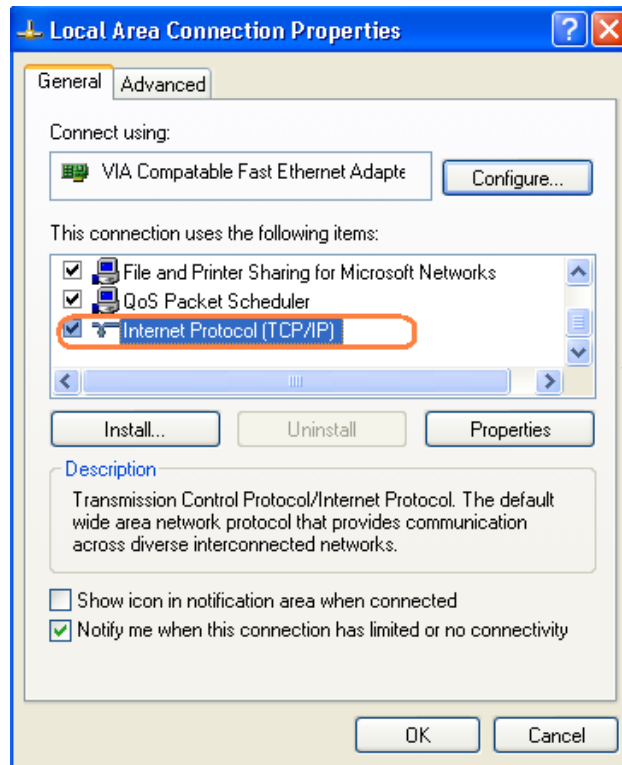 Local Area Connection Properties
General
Advanced
Connect using:
VIA Compatable Fast Ethernet Adapte
Configure...
This connection uses the following items:
File and Printer Sharing for Microsoft Networks
QoS Packet Scheduler
Internet Protocol (TCP/IP)
Install...
Uninstall
Properties
Description
Transmission Control Protocol/Internet Protocol. The default
wide area network protocol that provides communication
across diverse interconnected networks.
Show icon in notification area when connected
Notify me when this connection has limited or no connectivity
OK
Cancel